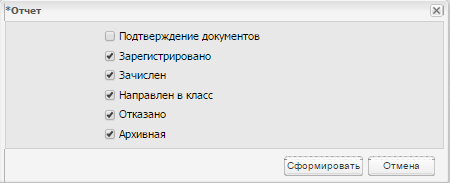 *Отчет
Подтверждение документов
Зарегистрировано
Зачислен
Направлен в класс
Отказано
Архивная
Сформировать Отмена